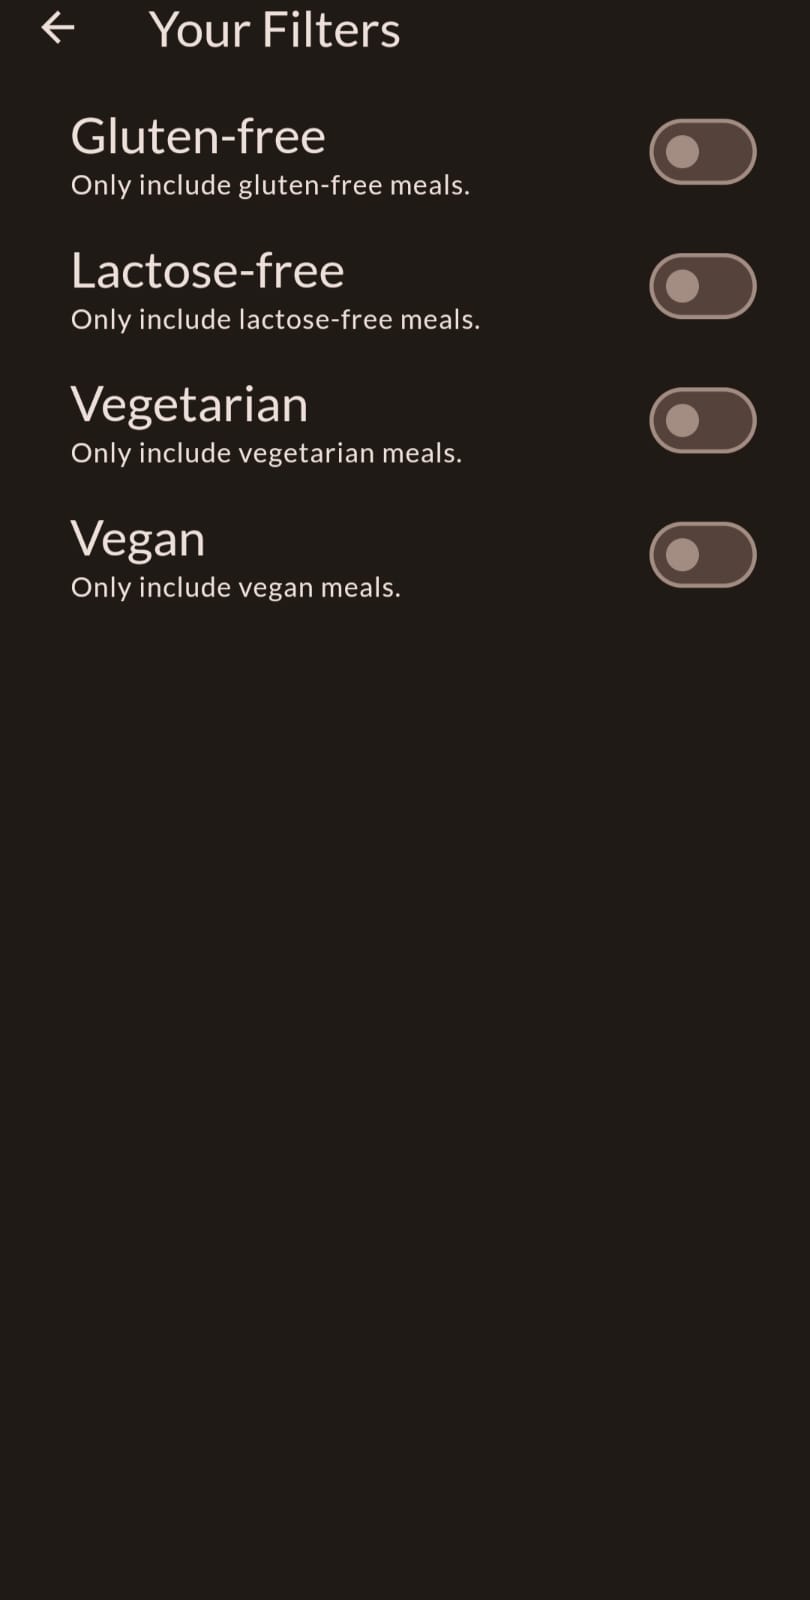 Your Filters
Gluten-free
Only include gluten-free meals.
Lactose-free
Only include lactose-free meals.
Vegetarian
Only include vegetarian meals.
Vegan
Only include vegan meals.